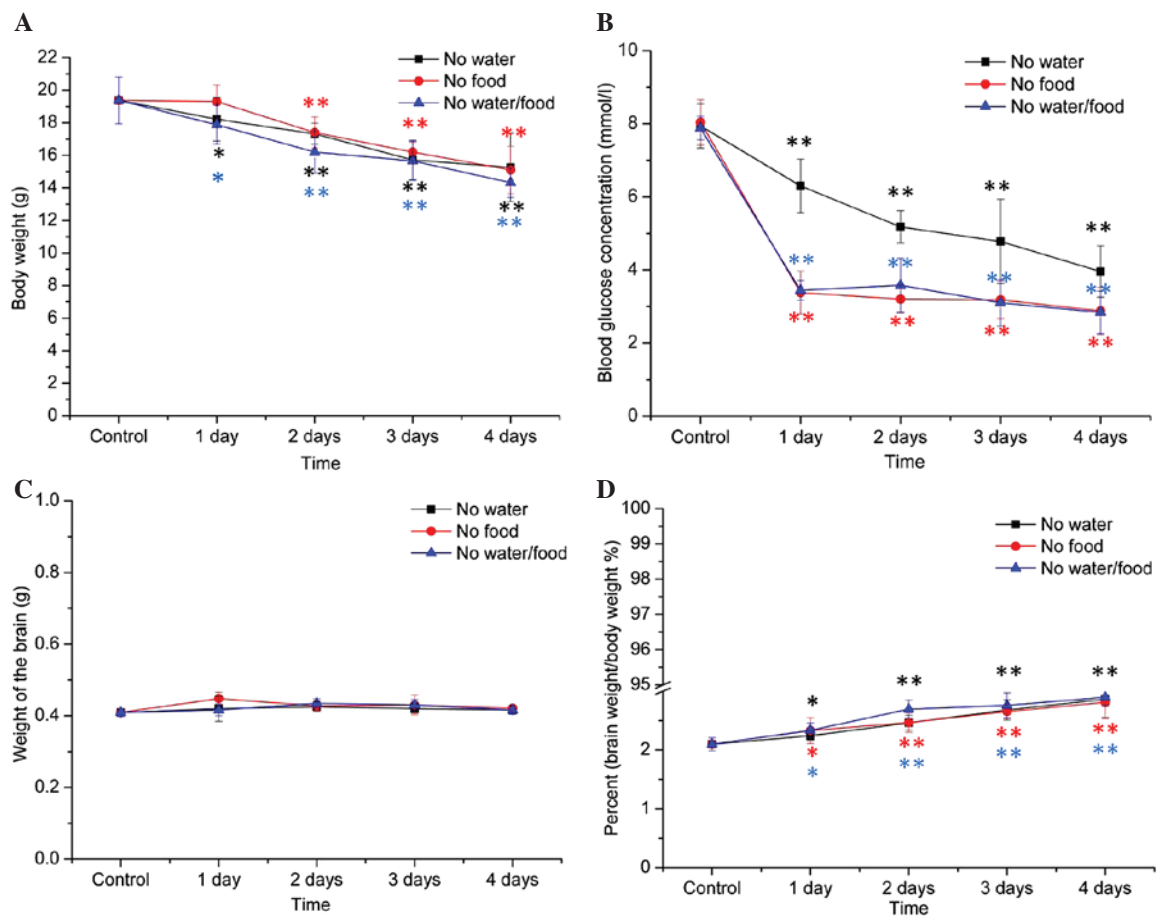 A
22
20
18
16
14
12
10
8
6
4
2
0
Body weight (g)
No water
No food
No water/food
**
**
**
*
*
**
**
**
**
**
**
Control
1 day
2 days
3 days
4 days
Time
B
10
8
6
4
2
0
Blood glucose concentration (mmol/l)
No water
No food
No water/food
**
**
**
**
**
**
**
**
**
**
**
**
Control
1 day
2 days
3 days
4 days
Time
C
1.0
0.8
0.6
0.4
0.2
0.0
Weight of the brain (g)
No water
No food
No water/food
Control
1 day
2 days
3 days
4 days
Time
D
100
99
98
97
96
95
2
1
0
Percent (brain weight/body weight %)
No water
No food
No water/food
*
**
**
**
*
**
**
**
*
**
**
**
Control
1 day
2 days
3 days
4 days
Time